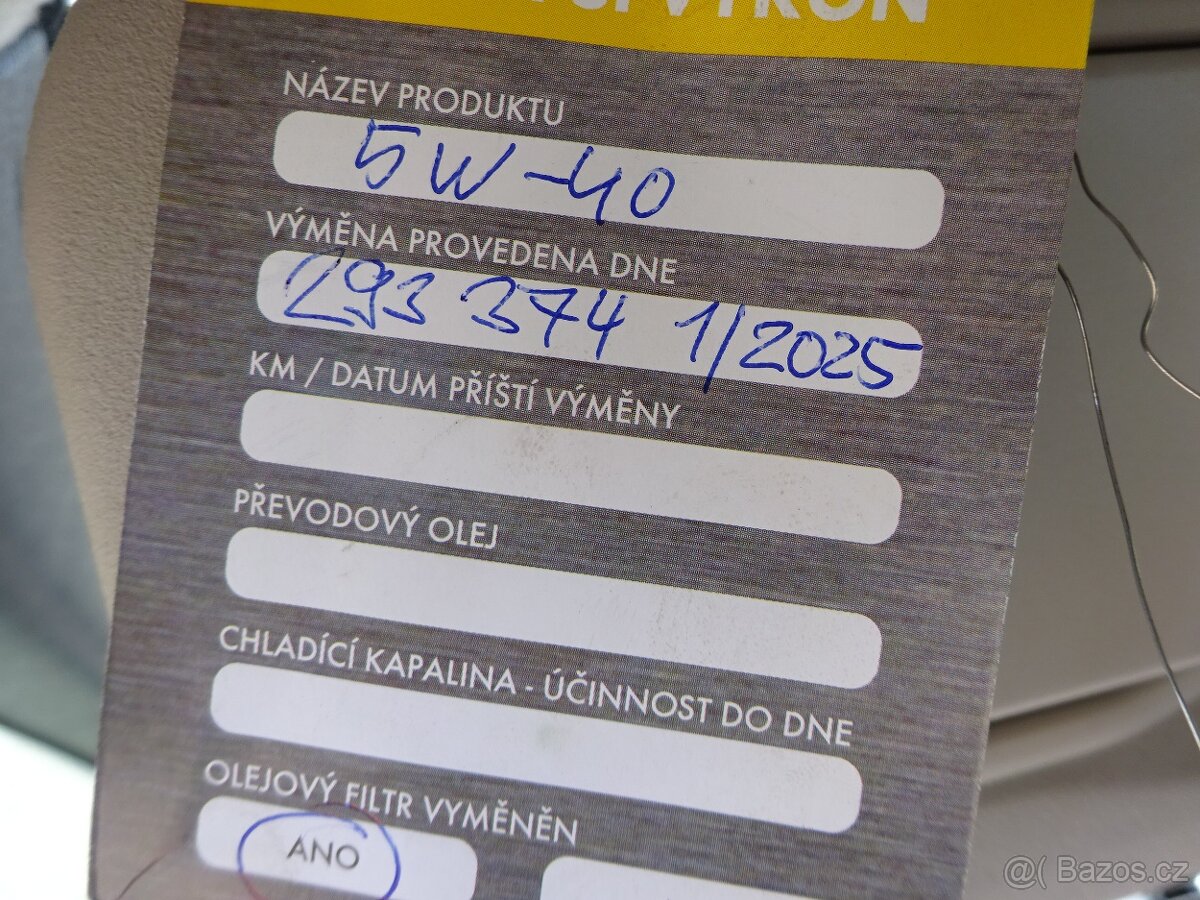 NÁZEV PRODUKTU
5W-40
VÝMĚNA PROVEDENA DNE
293 374 1/2025
KM / DATUM PŘÍŠTÍ VÝMĚNY
PŘEVODOVÝ OLEJ
CHLADÍCÍ KAPALINA - ÚČINNOST DO DNE
OLEJOVÝ FILTR VYMĚNĚN
ANO
@( Bazos.cz